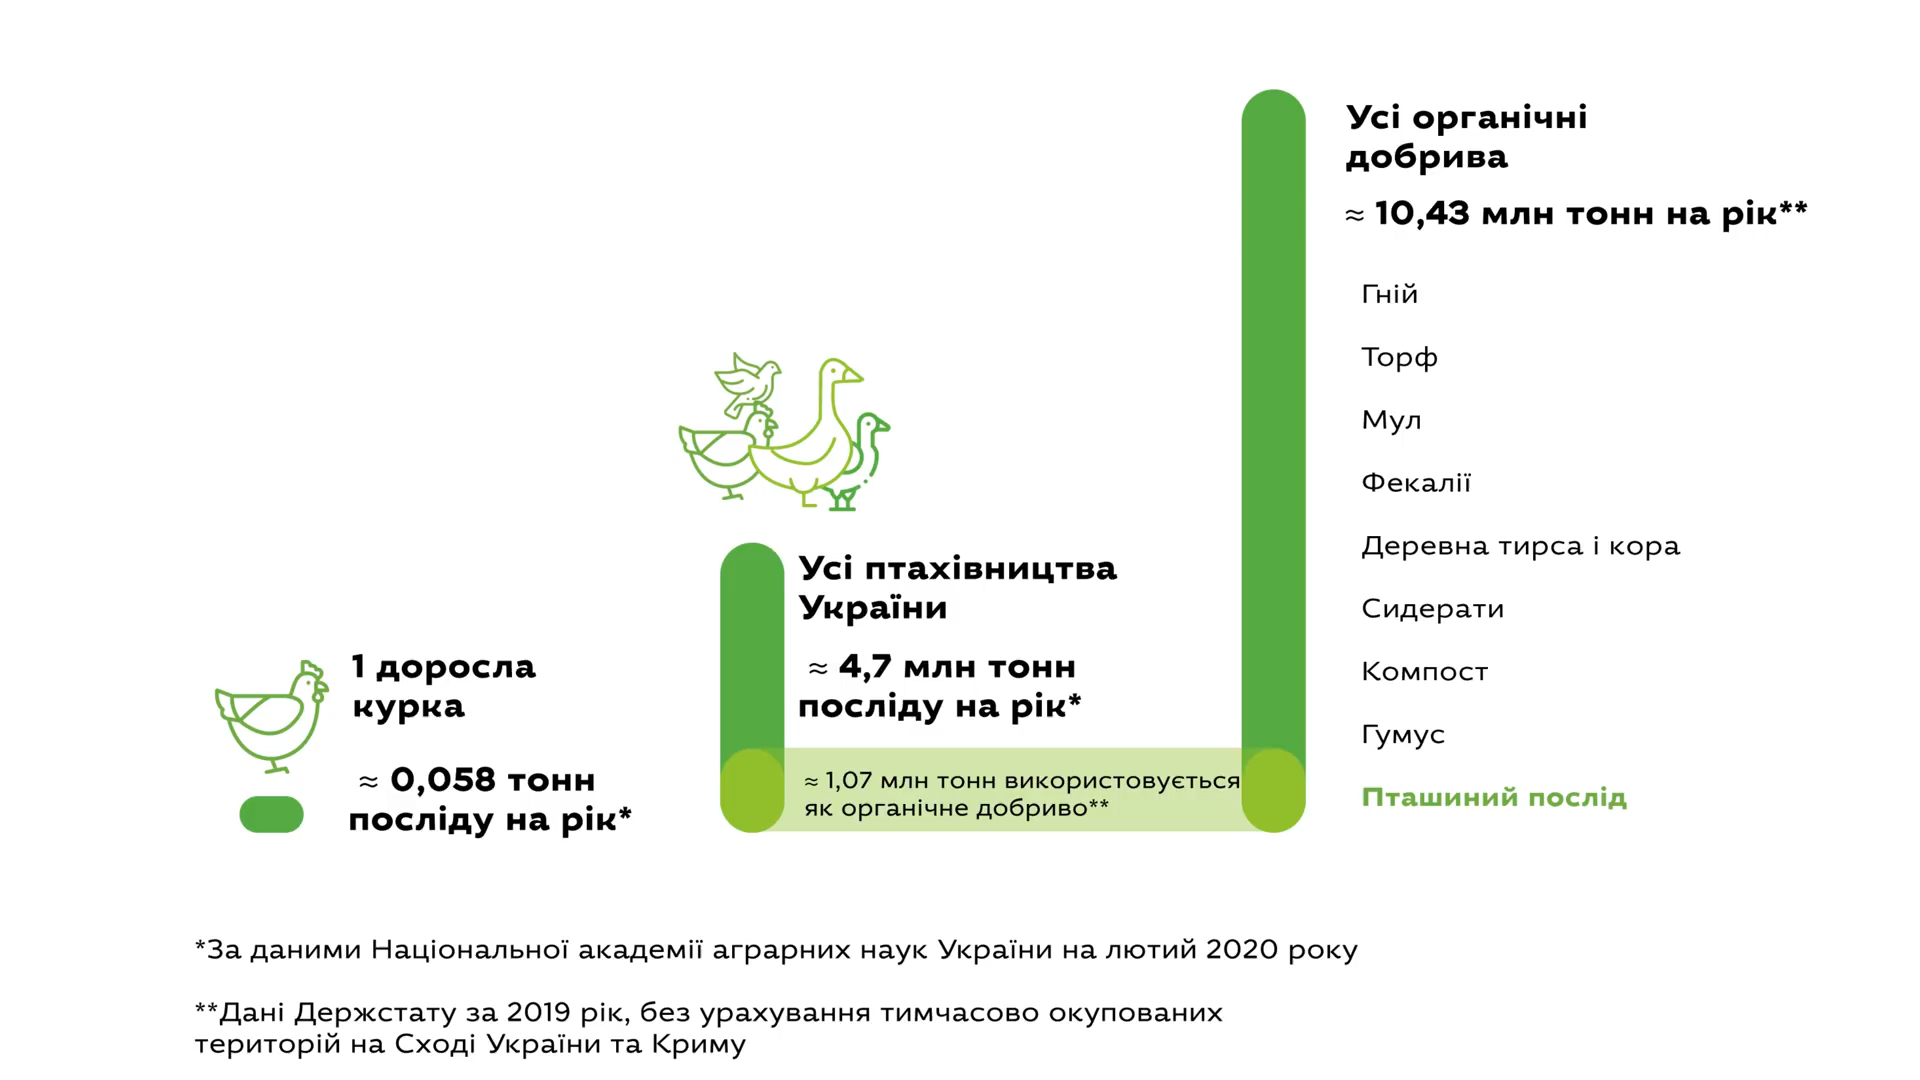 1 доросла
курка
≈ 0,058 тонн
посліду на рік*
Усі птахівництва
України
≈ 4,7 млн тонн
посліду на рік*
≈ 1,07 млн тонн використовується
як органічне добриво**
Усі органічні
добрива
≈ 10,43 млн тонн на рік**
Гній
Торф
Мул
Фекалії
Деревна тирса і кора
Сидерати
Компост
Гумус
Пташиний послід
*За даними Національної академії аграрних наук України на лютий 2020 року
**Дані Держстату за 2019 рік, без урахування тимчасово окупованих
територій на Сході України та Криму